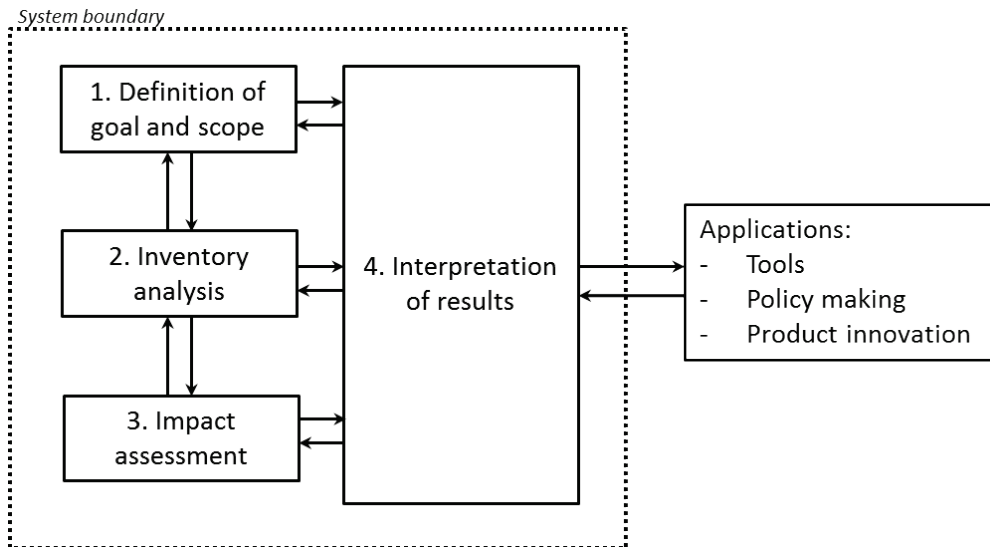 System boundary
1. Definition of
goal and scope
2. Inventory
analysis
3. Impact
assessment
4. Interpretation
of results
Applications:
- Tools
- Policy making
- Product innovation